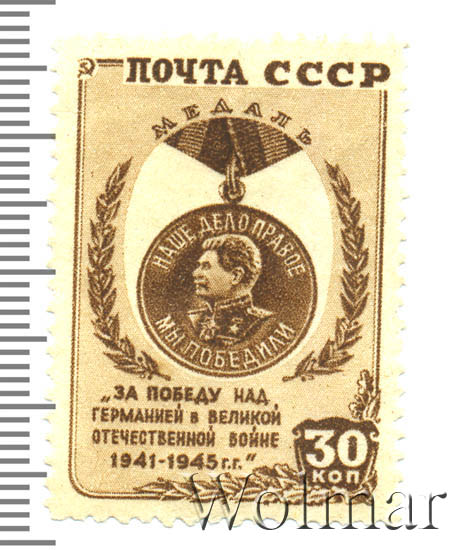 ПОЧТА СССР
МЕДАЛЬ
НАШЕ ДЕЛО ПРАВОЕ
МЫ ПОБЕДИЛИ
„ЗА ПОБЕДУ НАД
ГЕРМАНИЕЙ В ВЕЛИКОЙ
ОТЕЧЕСТВЕННОЙ ВОЙНЕ
1941-1945 г.г."
30
КОП
Wolmar